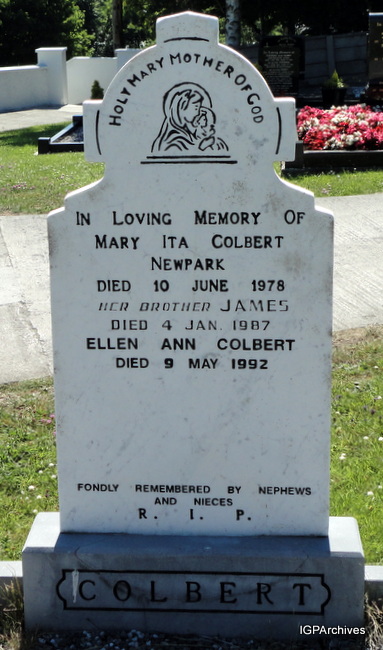 HOLY MARY MOTHER OF GOD
IN LOVING MEMORY OF
MARY ITA COLBERT
NEWPARK
DIED 10 JUNE 1978
HER BROTHER JAMES
DIED 4 JAN. 1987
ELLEN ANN COLBERT
DIED 9 MAY 1992
FONDLY REMEMBERED BY NEPHEWS
AND NIECES
R. I. P.
COLBERT
IGPArchives